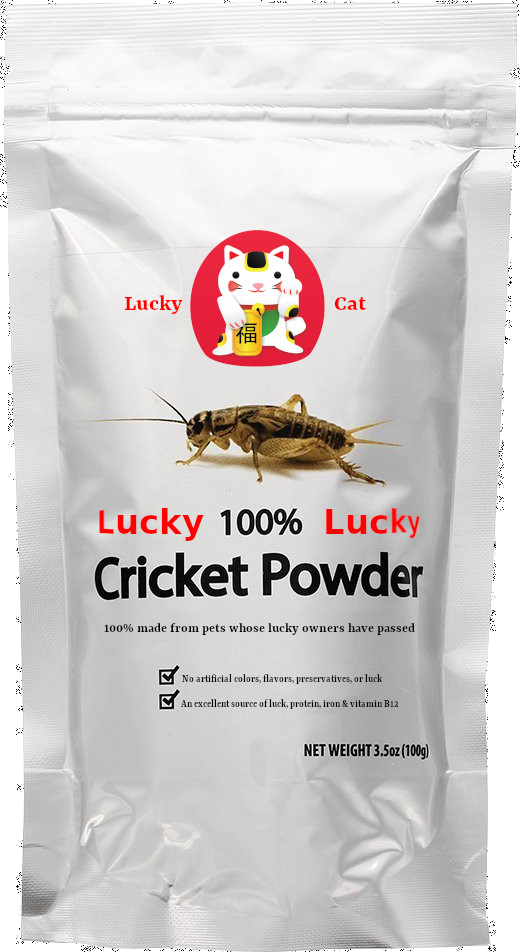 Lucky Cat
福
Lucky 100% Lucky
Cricket Powder
100% made from pets whose lucky owners have passed
No artificial colors, flavors, preservatives, or luck
An excellent source of luck, protein, iron & vitamin B12
NET WEIGHT 3.5oz (100g)